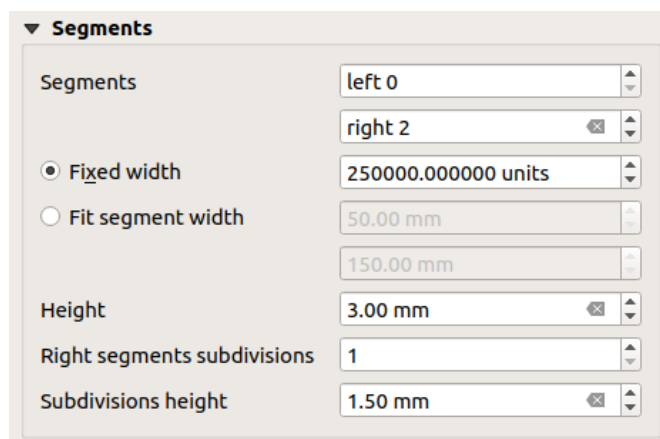 Segments
Segments left 0
right 2
Fixed width 250000.000000 units
Fit segment width 50.00 mm
150.00 mm
Height 3.00 mm
Right segments subdivisions 1
Subdivisions height 1.50 mm